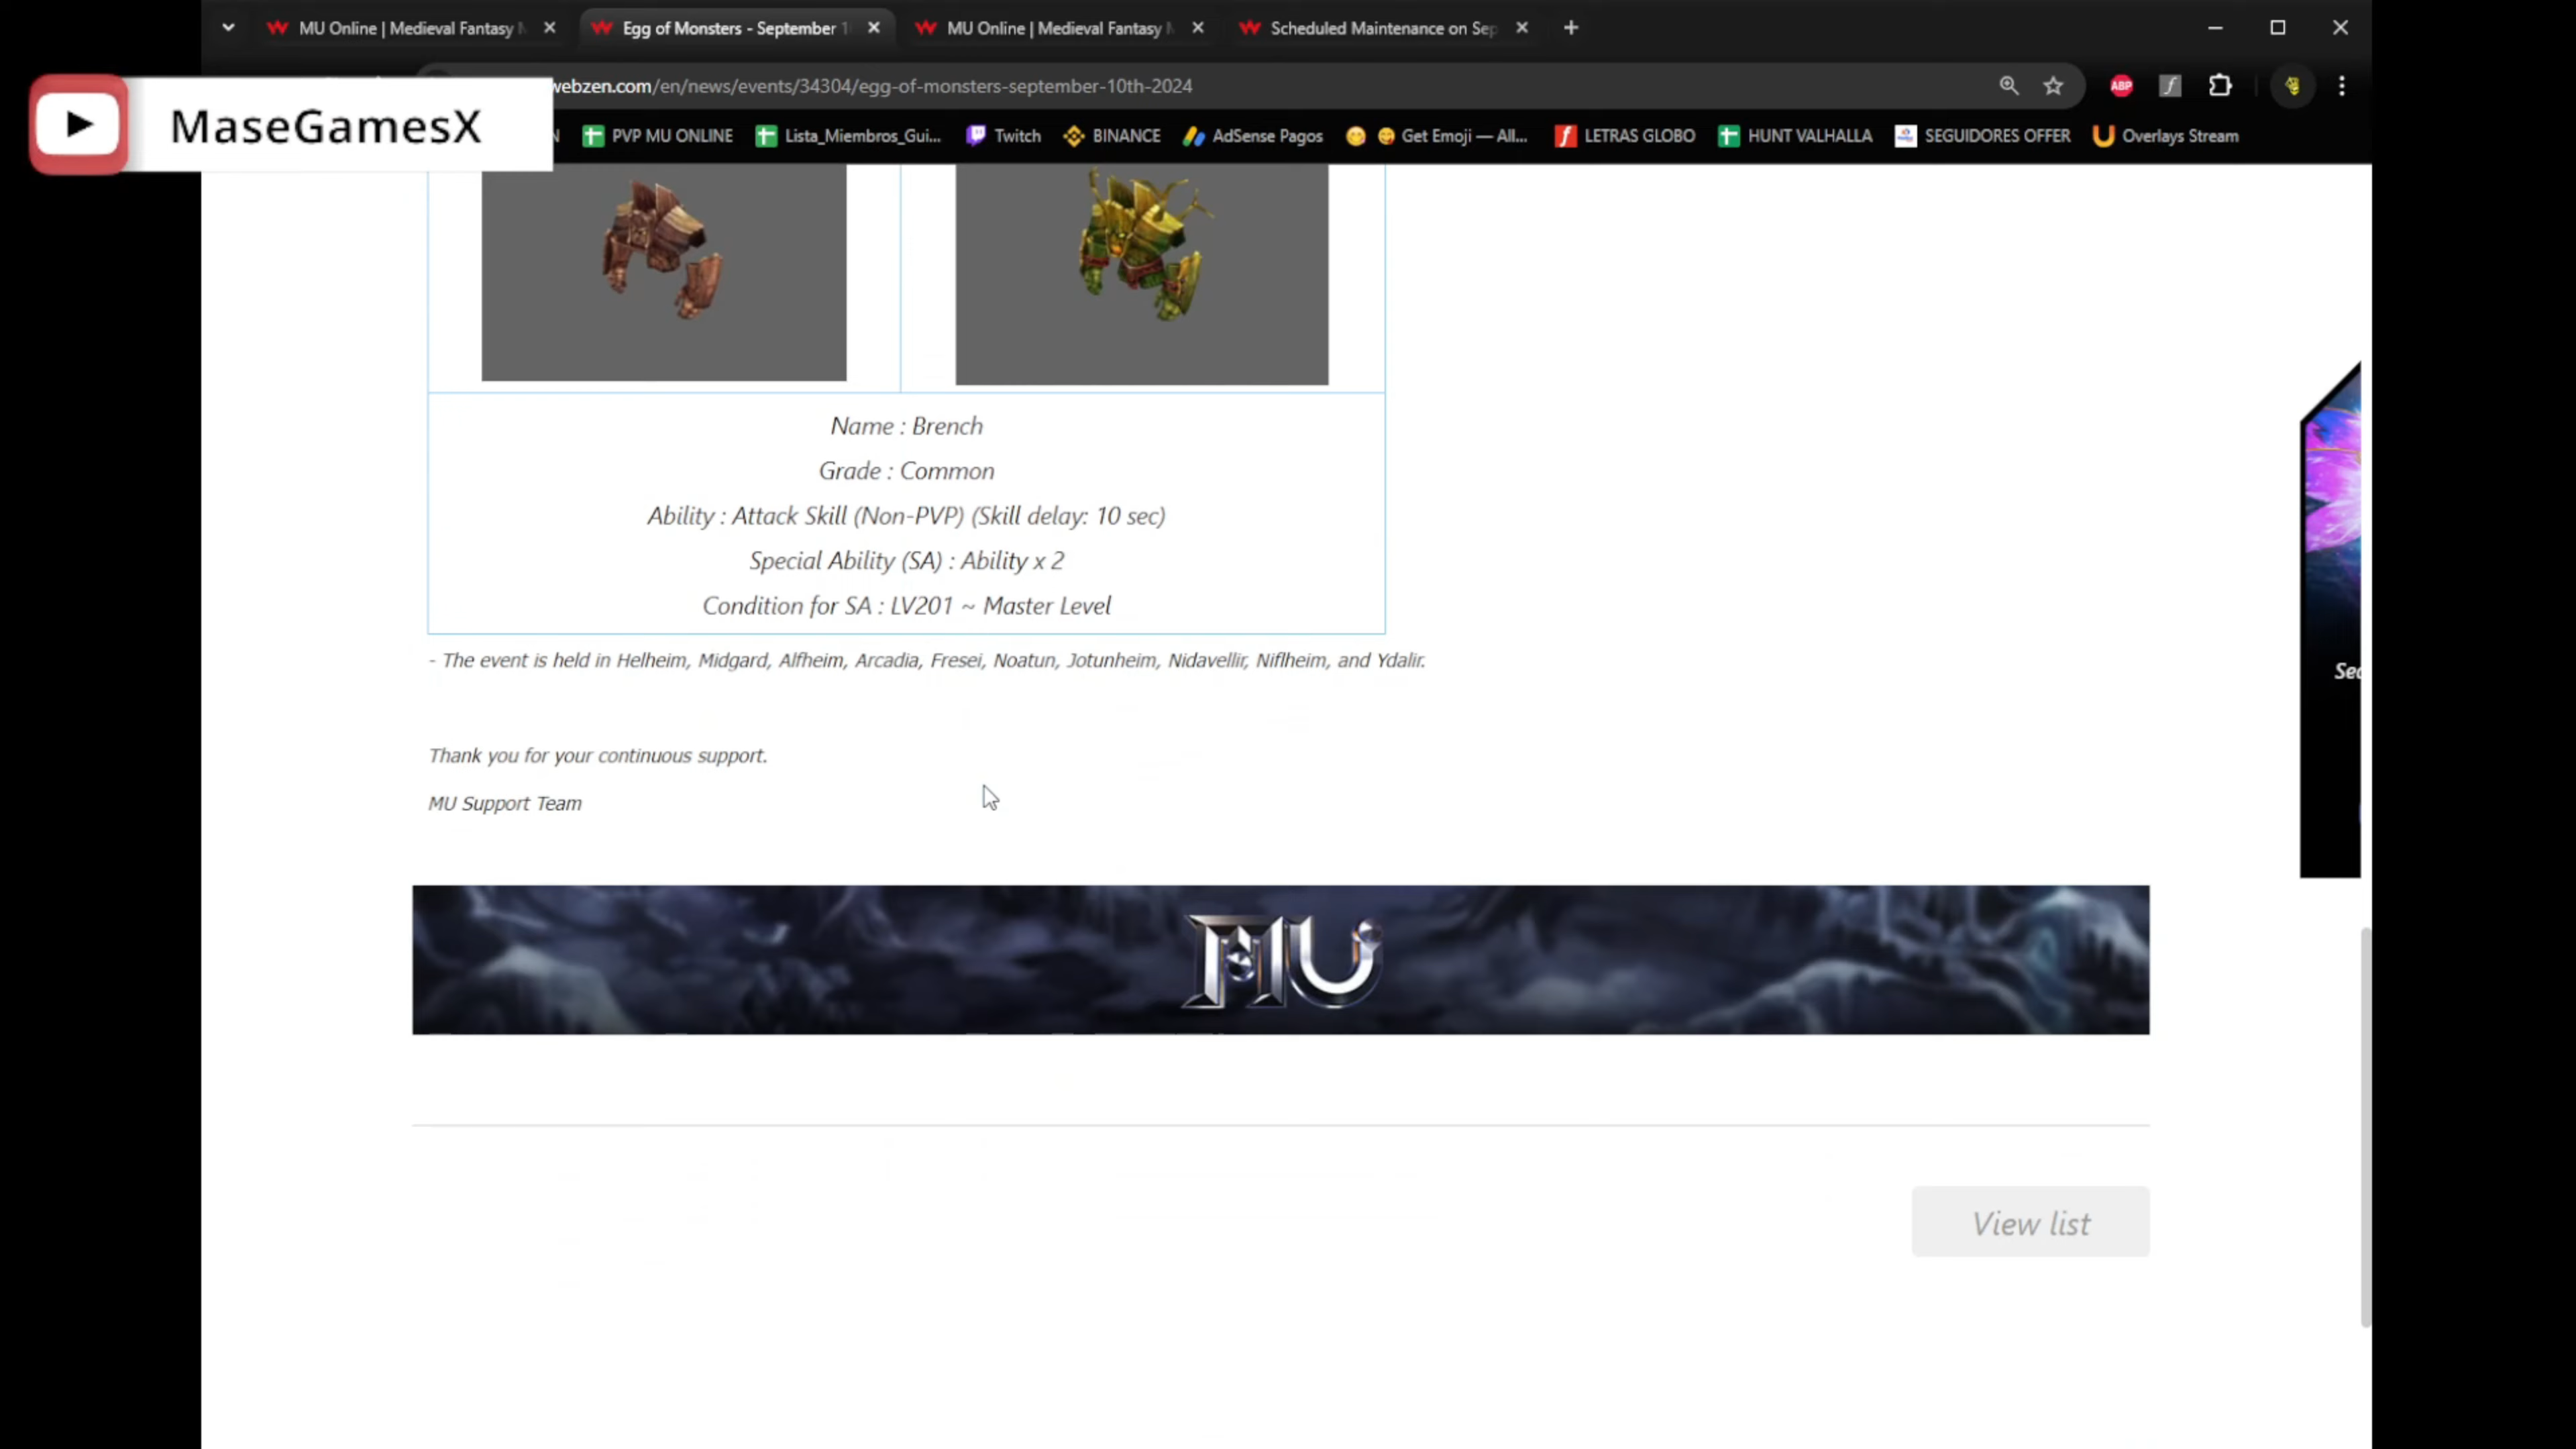 MU Online | Medieval Fantasy
Egg of Monsters - September 1
MU Online | Medieval Fantasy
Scheduled Maintenance on Sep
MaseGamesX
webzen.com/en/news/events/34304/egg-of-monsters-september-10th-2024
ABP
PVP MU ONLINE
Lista_Miembros_Gui...
Twitch
BINANCE
AdSense Pagos
Get Emoji — All...
LETRAS GLOBO
HUNT VALHALLA
SEGUIDORES OFFER
Overlays Stream
Name : Brench
Grade : Common
Ability : Attack Skill (Non-PVP) (Skill delay: 10 sec)
Special Ability (SA) : Ability x 2
Condition for SA : LV201 ~ Master Level
- The event is held in Helheim, Midgard, Alfheim, Arcadia, Fresei, Noatun, Jotunheim, Nidavellir, Niflheim, and Ydalir.
Thank you for your continuous support.
MU Support Team
MU
View list